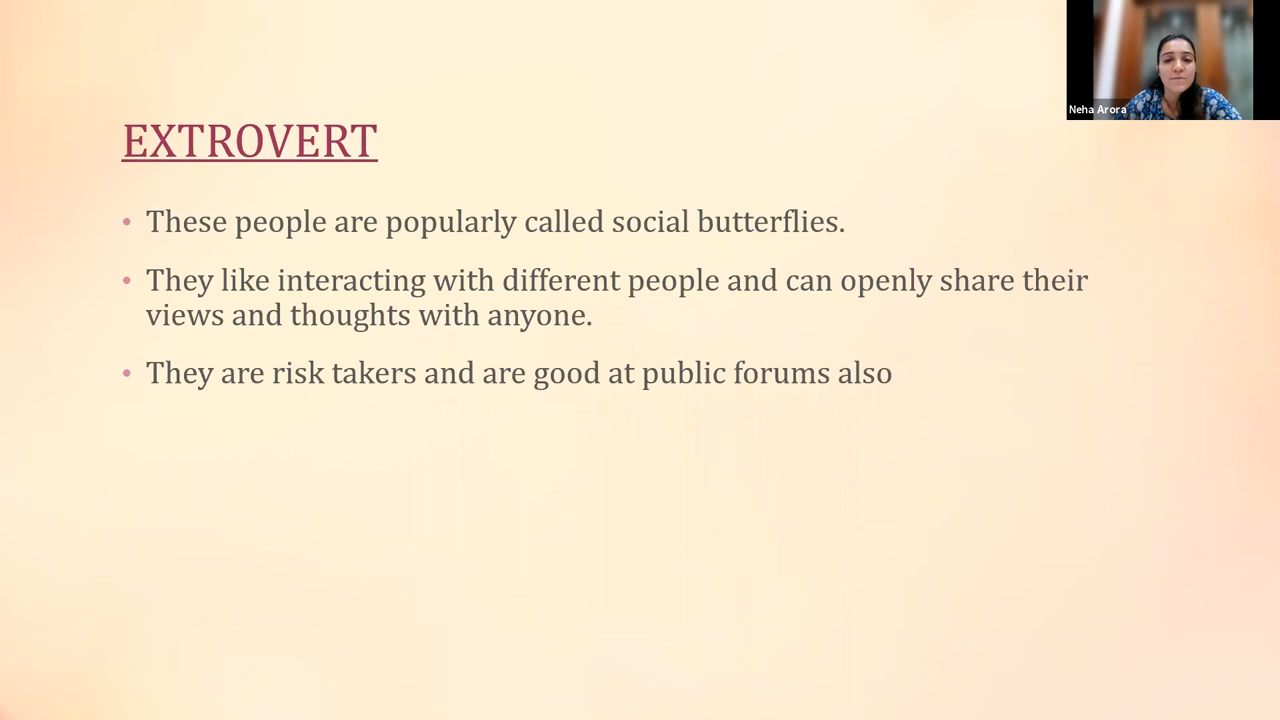 Neha Arora
EXTROVERT
• These people are popularly called social butterflies.
• They like interacting with different people and can openly share their
views and thoughts with anyone.
• They are risk takers and are good at public forums also